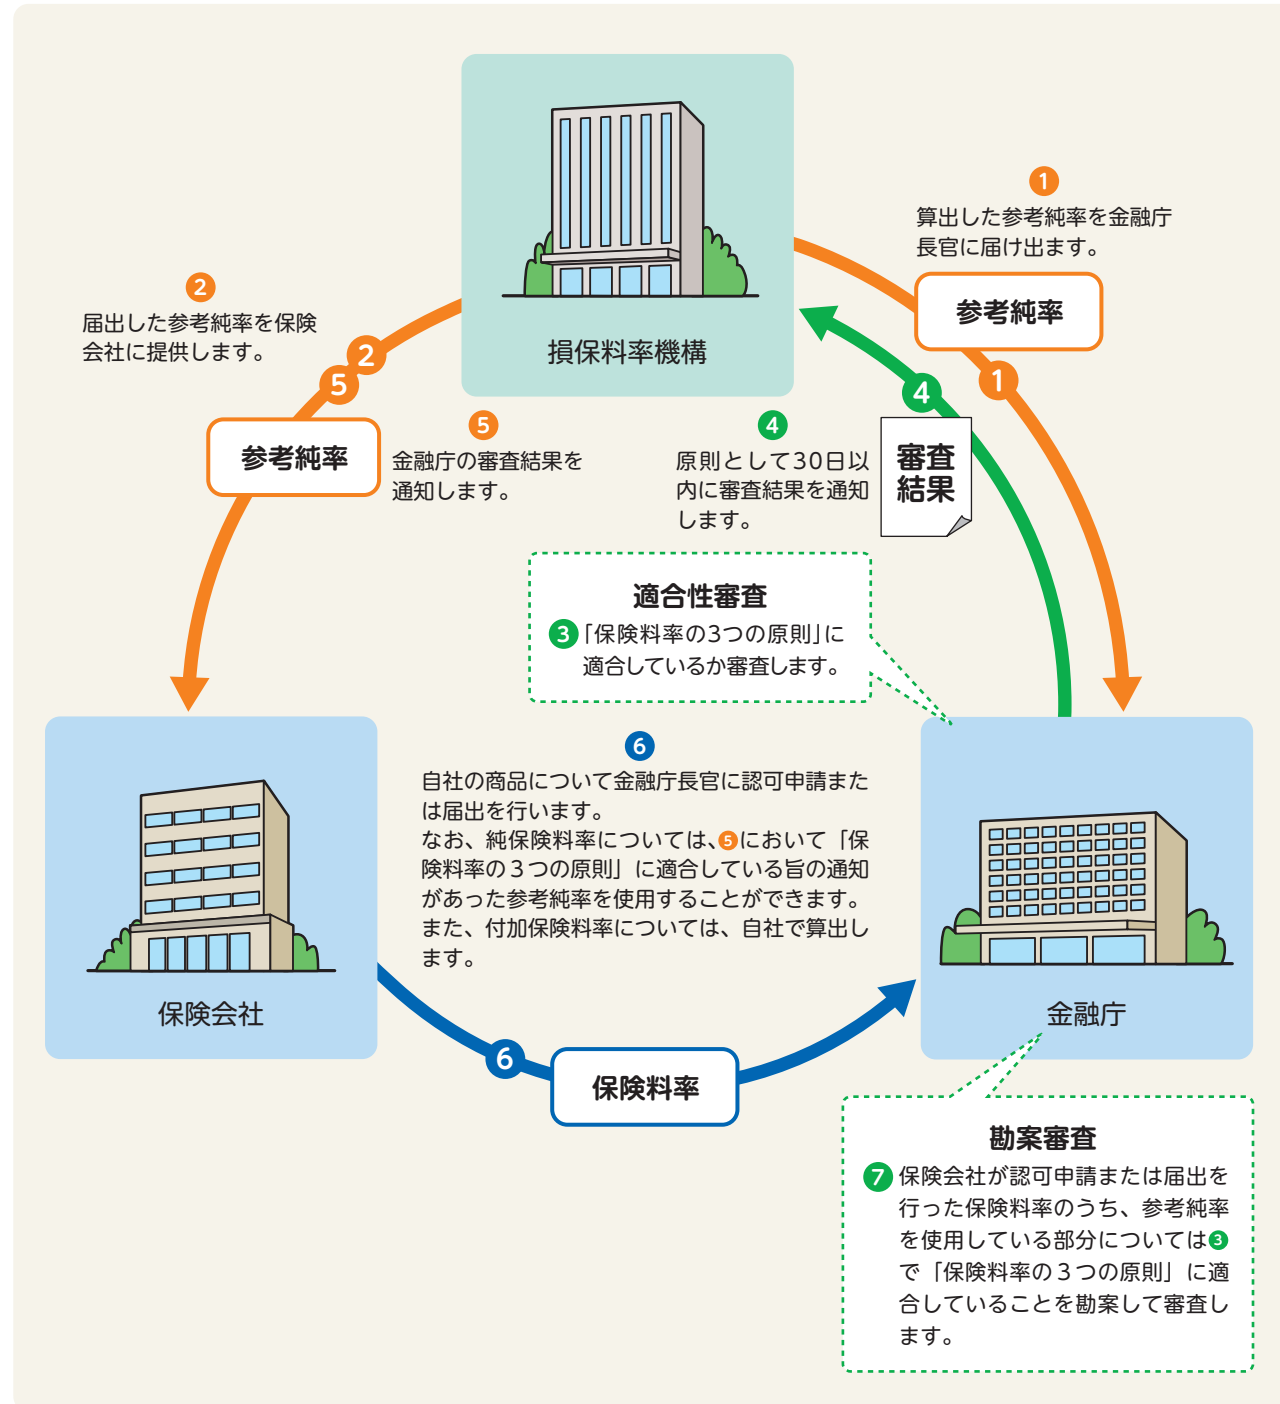 損保料率機構
①
算出した参考純率を金融庁
長官に届け出ます。
参考純率
①
②
届出した参考純率を保険
会社に提供します。
②
⑤
参考純率
⑤
金融庁の審査結果を
通知します。
④
原則として30日以
内に審査結果を通知
します。
④
審査
結果
適合性審査
③「保険料率の3つの原則」に
適合しているか審査します。
⑥
自社の商品について金融庁長官に認可申請また
は届出を行います。
なお、純保険料率については、⑤において「保
険料率の３つの原則」に適合している旨の通知
があった参考純率を使用することができます。
また、付加保険料率については、自社で算出し
ます。
保険会社
金融庁
⑥
保険料率
勘案審査
⑦保険会社が認可申請または届出を
行った保険料率のうち、参考純率
を使用している部分については③
で「保険料率の３つの原則」に適
合していることを勘案して審査し
ます。